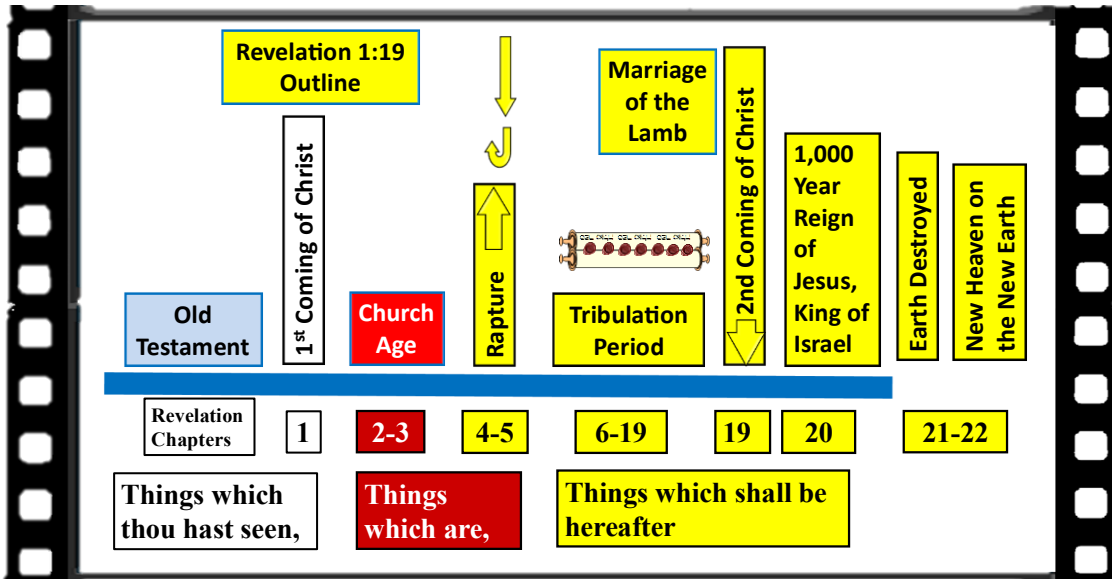 Revelation 1:19
Outline
Marriage
of the
Lamb
Old
Testament
1st Coming of Christ
Church
Age
Rapture
Tribulation
Period
2nd Coming of Christ
1,000
Year
Reign
of
Jesus,
King of
Israel
Earth Destroyed
New Heaven on
the New Earth
Revelation
Chapters
1
2-3
4-5
6-19
19
20
21-22
Things which
thou hast seen,
Things
which are,
Things which shall be
hereafter